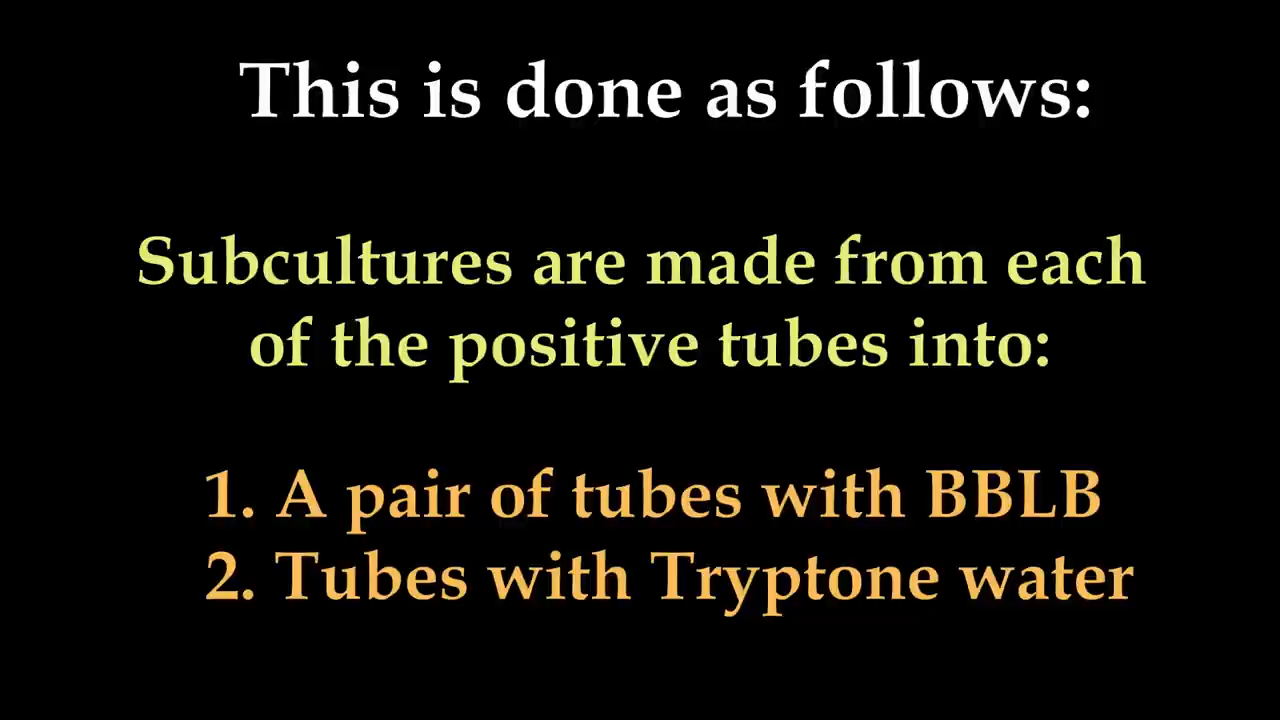 This is done as follows:
Subcultures are made from each
of the positive tubes into:
1. A pair of tubes with BBLB
2. Tubes with Tryptone water